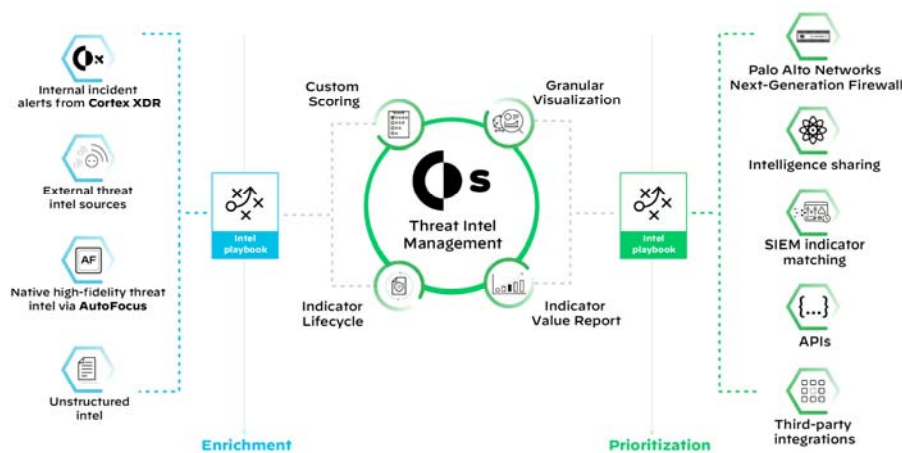 Internal incident
alerts from Cortex XDR
External threat
intel sources
AF
Native high-fidelity threat
intel via AutoFocus
Unstructured
intel
Intel
playbook
Enrichment
Custom
Scoring
Granular
Visualization
S
Threat Intel
Management
Indicator
Lifecycle
Indicator
Value Report
Intel
playbook
Prioritization
Palo Alto Networks
Next-Generation Firewall
Intelligence sharing
SIEM indicator
matching
{...}
APIs
Third-party
integrations